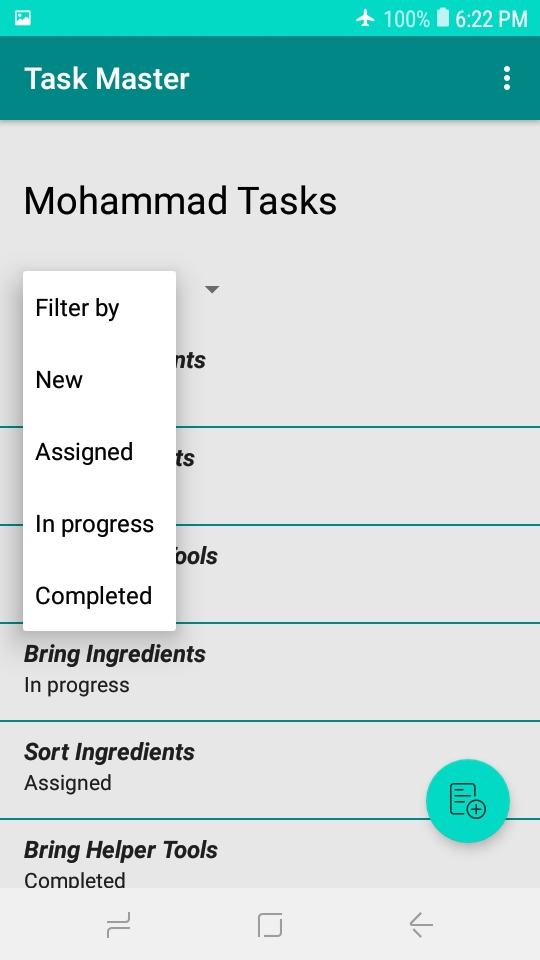 100% 6:22 PM
Task Master
Mohammad Tasks
Filter by
New
Assigned
In progress
Completed
nts
ts
ools
Bring Ingredients
In progress
Sort Ingredients
Assigned
Bring Helper Tools
Completed